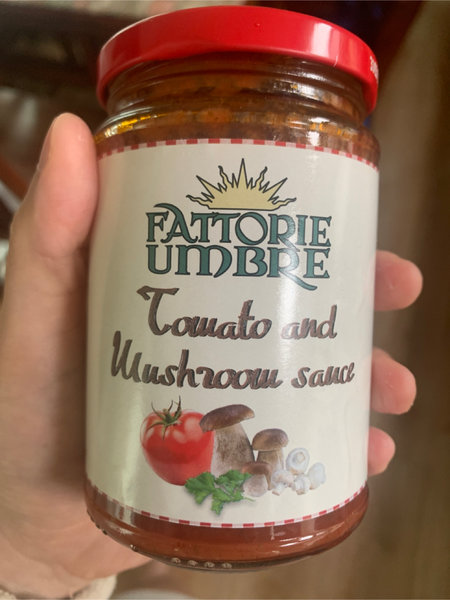 FATTORIE
UMBRE
Tomato and
Mushroom sauce